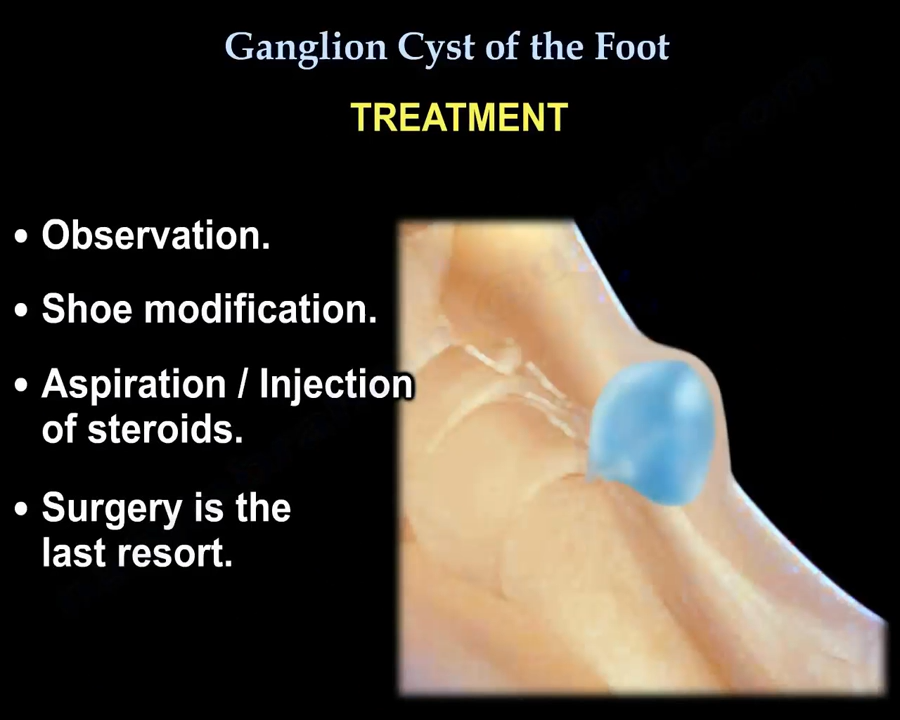 Ganglion Cyst of the Foot
TREATMENT
• Observation.
• Shoe modification.
• Aspiration / Injection
of steroids.
• Surgery is the
last resort.